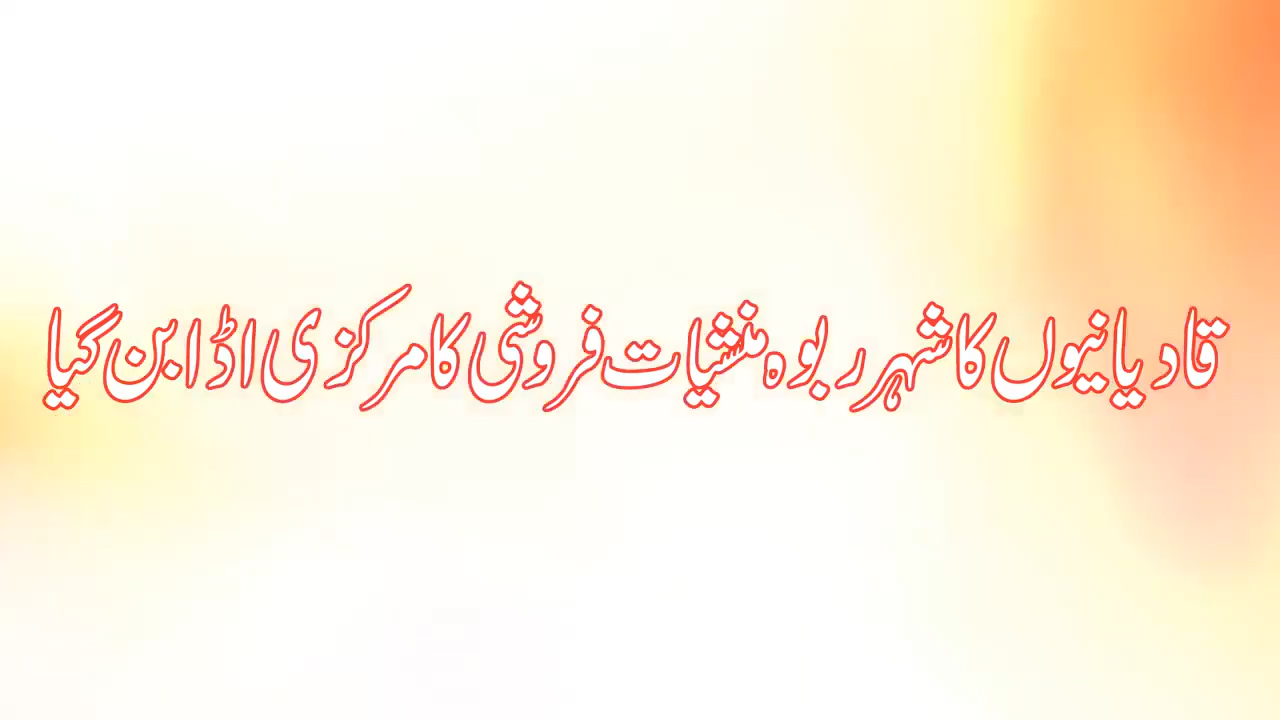 قادیانیوں کا شہر ربوہ منشیات فروشی کا مرکزی اڈا بن گیا